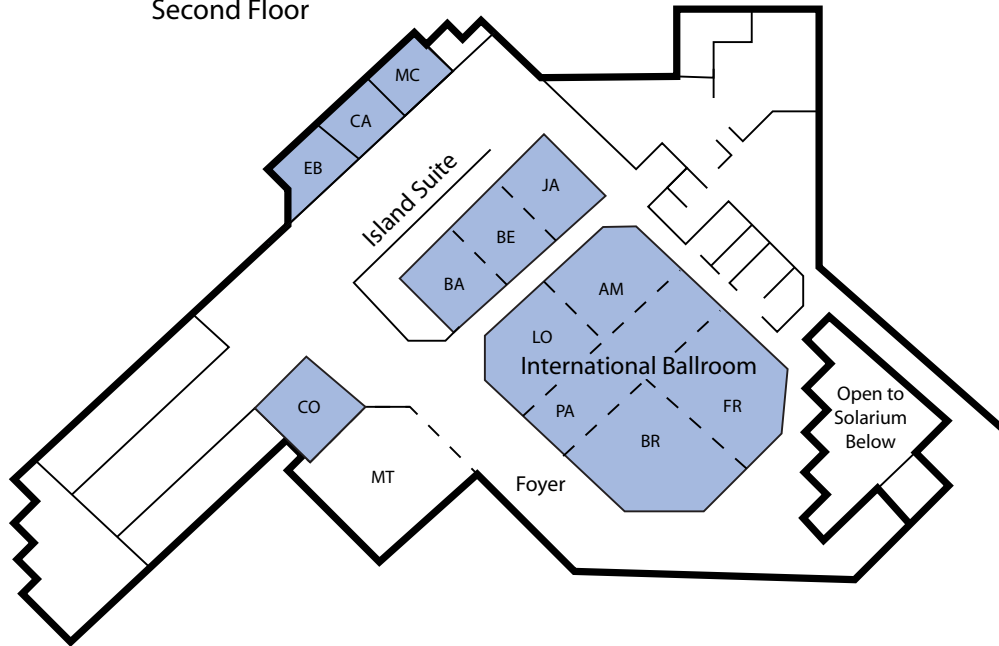 Second Floor
MC
CA
EB
Island Suite
JA
BE
BA
AM
LO
International Ballroom
PA
FR
BR
CO
MT
Foyer
Open to
Solarium
Below